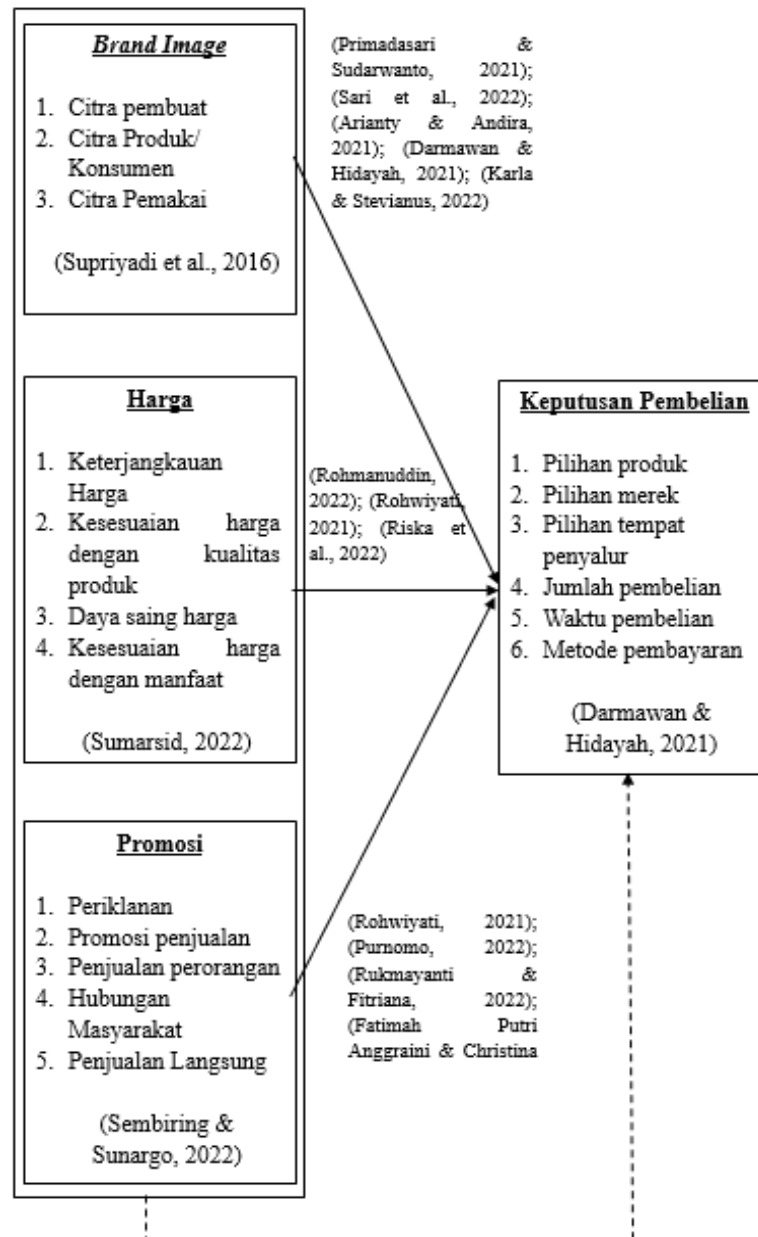 Brand Image
1. Citra pembuat
2. Citra Produk/
Konsumen
3. Citra Pemakai
(Supriyadi et al., 2016)
(Primadasari &
Sudarwanto, 2021);
(Sari et al., 2022);
(Arianty & Andira,
2021); (Darmawan &
Hidayah, 2021); (Karla
& Stevianus, 2022)
Harga
1. Keterjangkauan
Harga
2. Kesesuaian harga
dengan kualitas
produk
3. Daya saing harga
4. Kesesuaian harga
dengan manfaat
(Sumarsid, 2022)
(Rohmanuddin,
2022); (Rohwiyati,
2021); (Riska et
al., 2022)
Keputusan Pembelian
1. Pilihan produk
2. Pilihan merek
3. Pilihan tempat
penyalur
4. Jumlah pembelian
5. Waktu pembelian
6. Metode pembayaran
(Darmawan &
Hidayah, 2021)
Promosi
1. Periklanan
2. Promosi penjualan
3. Penjualan perorangan
4. Hubungan
Masyarakat
5. Penjualan Langsung
(Sembiring &
Sunargo, 2022)
(Rohwiyati, 2021);
(Purnomo, 2022);
(Rukmayanti &
Fitriana, 2022);
(Fatimah Putri
Anggraini & Christina